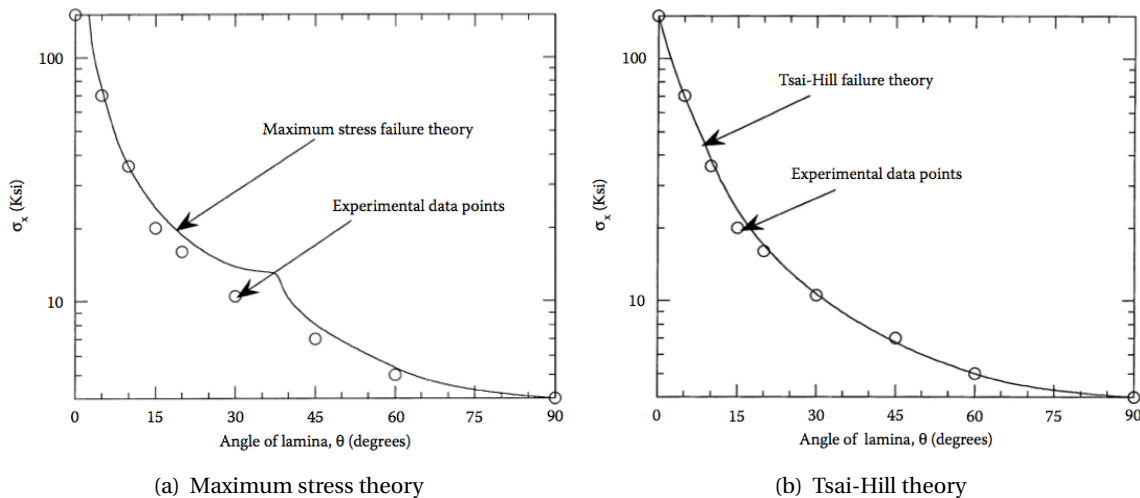 100
10
σx (Ksi)
Maximum stress failure theory
Experimental data points
0 15 30 45 60 75 90
Angle of lamina, θ (degrees)
(a) Maximum stress theory
100
10
σx (Ksi)
Tsai-Hill failure theory
Experimental data points
0 15 30 45 60 75 90
Angle of lamina, θ (degrees)
(b) Tsai-Hill theory